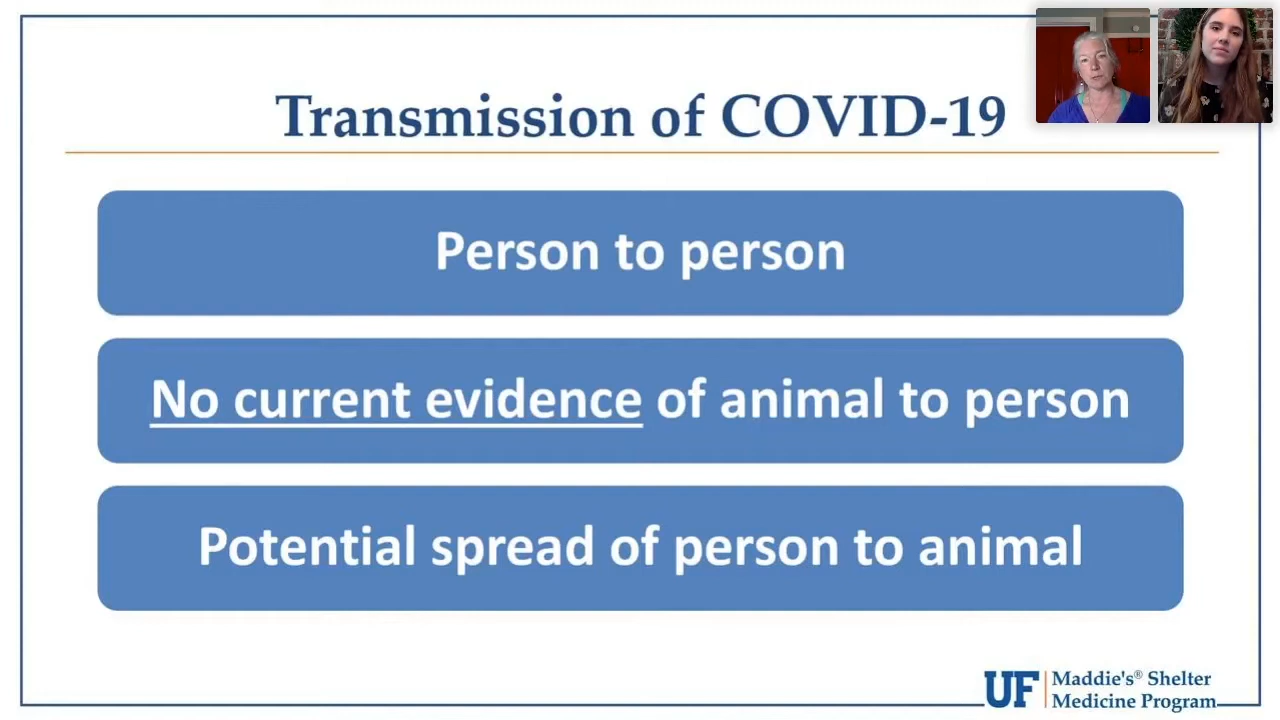 Transmission of COVID-19
Person to person
No current evidence of animal to person
Potential spread of person to animal
UF
Maddie's® Shelter
Medicine Program